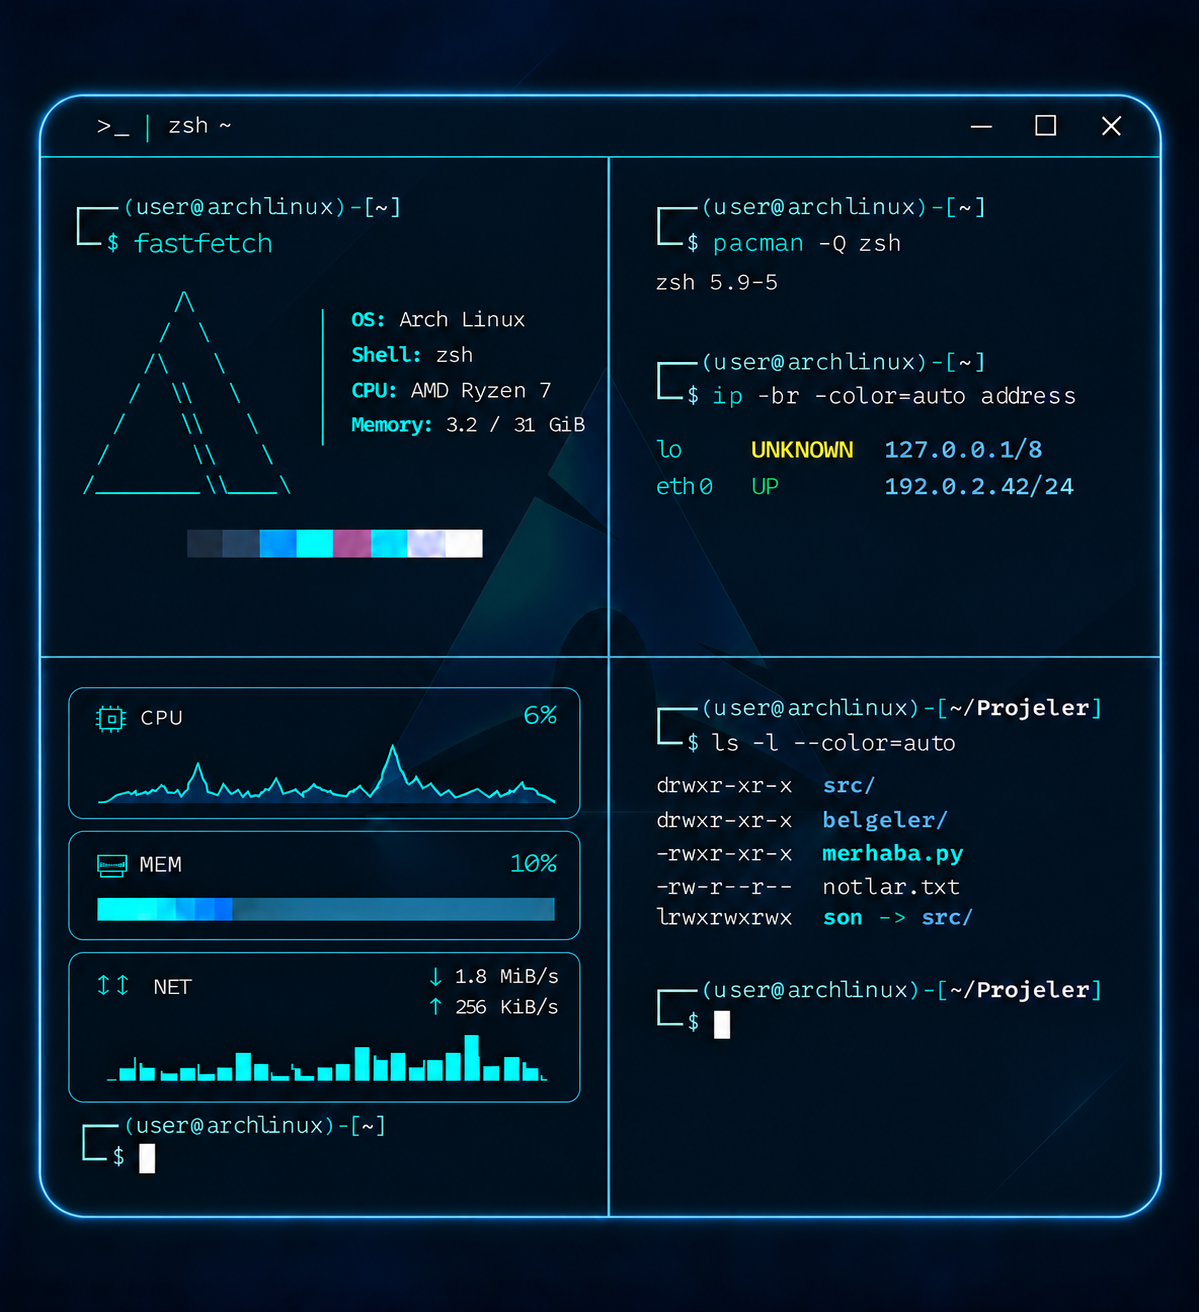 >_ | zsh ~
(user@archlinux)-[~]
$ fastfetch
OS: Arch Linux
Shell: zsh
CPU: AMD Ryzen 7
Memory: 3.2 / 31 GiB
(user@archlinux)-[~]
$ pacman -Q zsh
zsh 5.9-5
(user@archlinux)-[~]
$ ip -br -color=auto address
lo UNKNOWN 127.0.0.1/8
eth0 UP 192.0.2.42/24
CPU 6%
MEM 10%
NET ↓ 1.8 MiB/s
↑ 256 KiB/s
(user@archlinux)-[~]
$
(user@archlinux)-[~/Projeler]
$ ls -l --color=auto
drwxr-xr-x src/
drwxr-xr-x belgeler/
-rwxr-xr-x merhaba.py
-rw-r--r-- notlar.txt
lrwxrwxrwx son -> src/
(user@archlinux)-[~/Projeler]
$